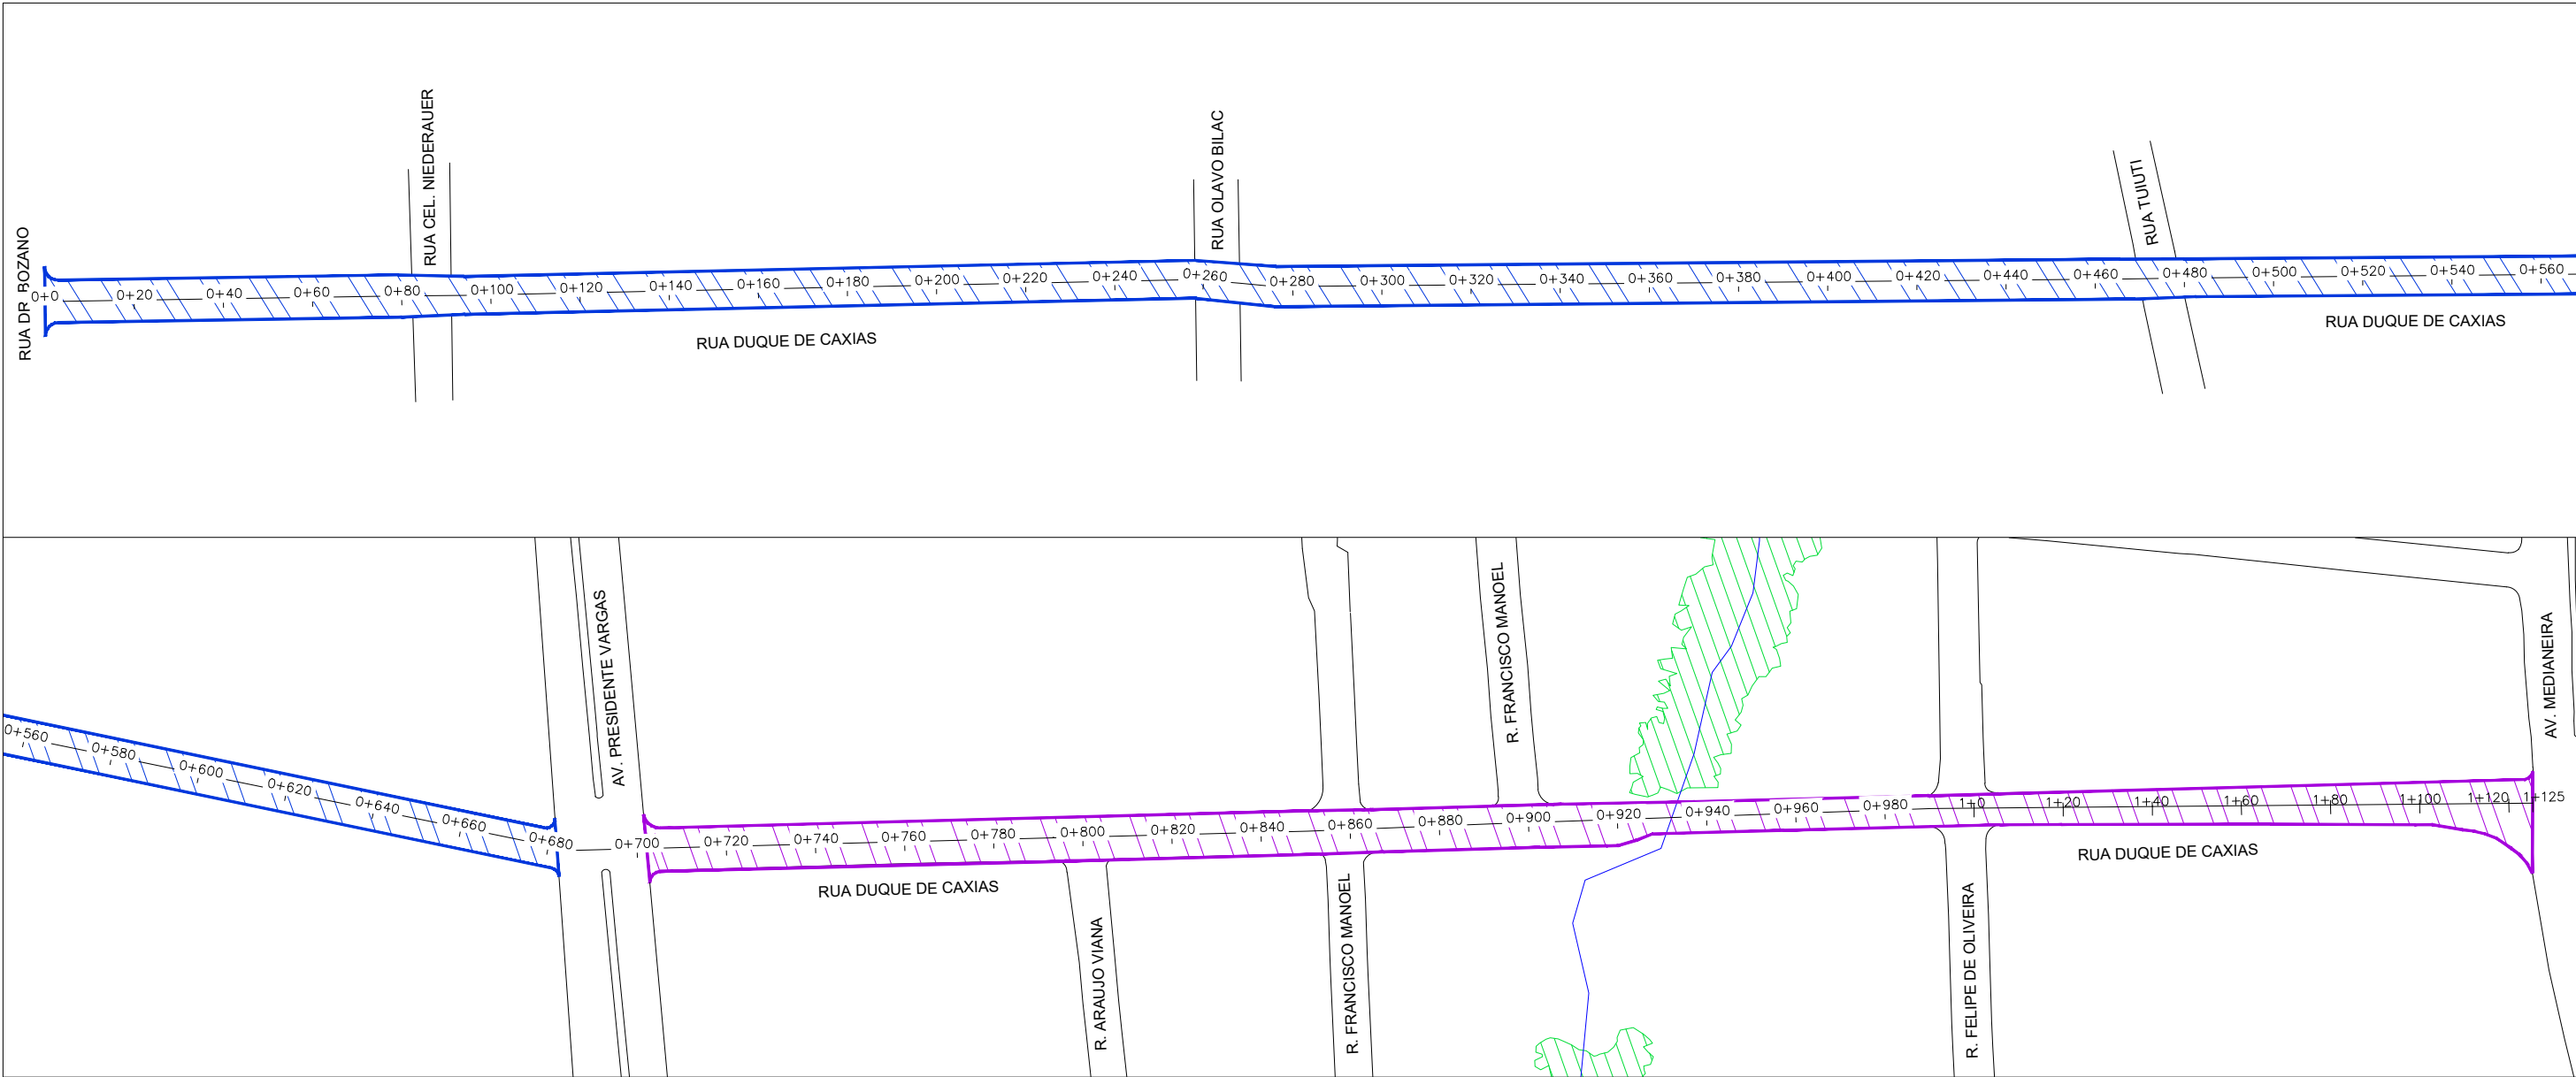 RUA DR BOZANO
RUA CEL. NIEDERAUER
RUA OLAVO BILAC
RUA TUIUTI
0+0 0+20 0+40 0+60 0+80 0+100 0+120 0+140 0+160 0+180 0+200 0+220 0+240 0+260 0+280 0+300 0+320 0+340 0+360 0+380 0+400 0+420 0+440 0+460 0+480 0+500 0+520 0+540 0+560
RUA DUQUE DE CAXIAS
RUA DUQUE DE CAXIAS
AV. PRESIDENTE VARGAS
R. FRANCISCO MANOEL
AV. MEDIANEIRA
0+560 0+580 0+600 0+620 0+640 0+660 0+680 0+700 0+720 0+740 0+760 0+780 0+800 0+820 0+840 0+860 0+880 0+900 0+920 0+940 0+960 0+980 1+0 1+20 1+40 1+60 1+80 1+100 1+120 1+125
RUA DUQUE DE CAXIAS
RUA DUQUE DE CAXIAS
R. ARAUJO VIANA
R. FRANCISCO MANOEL
R. FELIPE DE OLIVEIRA